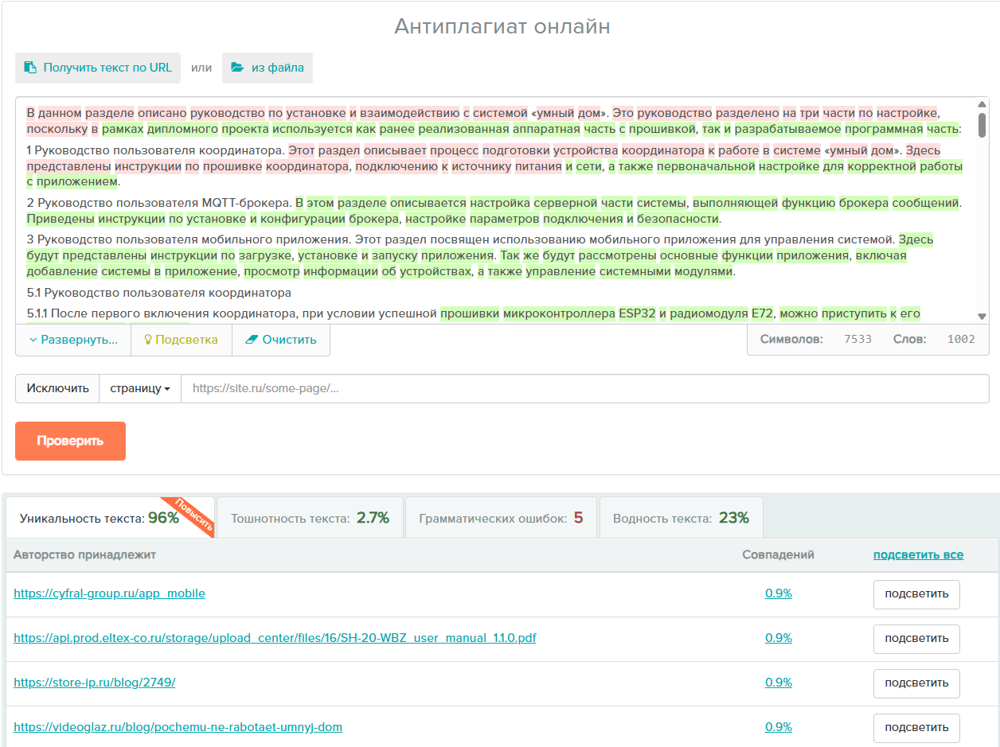 Антиплагиат онлайн
Получить текст по URL или из файла
В данном разделе описано руководство по установке и взаимодействию с системой «умный дом». Это руководство разделено на три части по настройке,
поскольку в рамках дипломного проекта используется как ранее реализованная аппаратная часть с прошивкой, так и разрабатываемое программная часть:
1 Руководство пользователя координатора. Этот раздел описывает процесс подготовки устройства координатора к работе в системе «умный дом». Здесь
представлены инструкции по прошивке координатора, подключению к источнику питания и сети, а также первоначальной настройке для корректной работы
с приложением.
2 Руководство пользователя MQTT-брокера. В этом разделе описывается настройка серверной части системы, выполняющей функцию брокера сообщений.
Приведены инструкции по установке и конфигурации брокера, настройке параметров подключения и безопасности.
3 Руководство пользователя мобильного приложения. Этот раздел посвящен использованию мобильного приложения для управления системой. Здесь
будут представлены инструкции по загрузке, установке и запуску приложения. Так же будут рассмотрены основные функции приложения, включая
добавление системы в приложение, просмотр информации об устройствах, а также управление системными модулями.
5.1 Руководство пользователя координатора
5.1.1 После первого включения координатора, при условии успешной прошивки микроконтроллера ESP32 и радиомодуля E72, можно приступить к его
Развернуть... Подсветка Очистить Символов: 7533 Слов: 1002
Исключить страницу https://site.ru/some-page/...
Проверить
Уникальность текста: 96% Повысить Тошнотность текста: 2.7% Грамматических ошибок: 5 Водность текста: 23%
Авторство принадлежит Совпадений подсветить все
https://cyfral-group.ru/app_mobile 0.9% подсветить
https://api.prod.eltex-co.ru/storage/upload_center/files/16/SH-20-WBZ_user_manual_1.1.0.pdf 0.9% подсветить
https://store-ip.ru/blog/2749/ 0.9% подсветить
https://videoglaz.ru/blog/pochemu-ne-rabotaet-umnyj-dom 0.9% подсветить